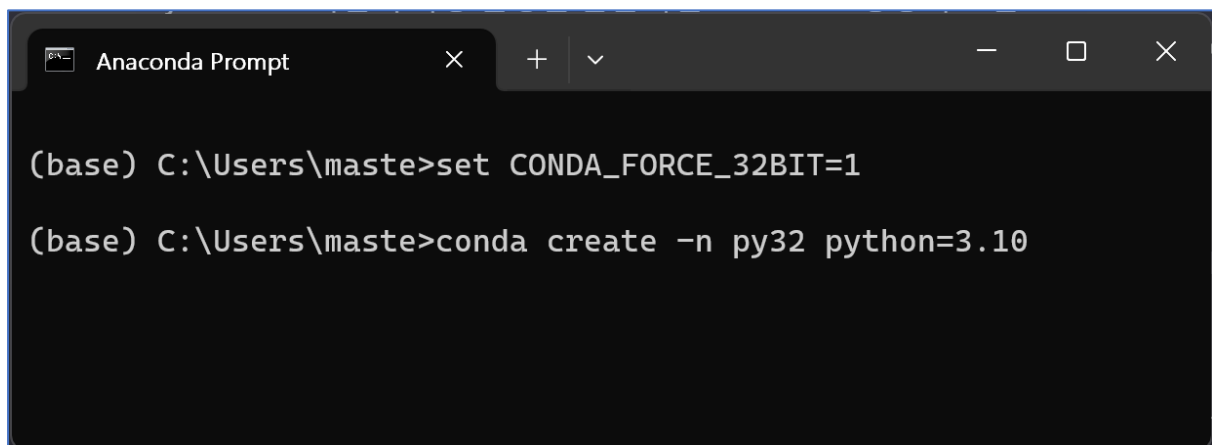 Anaconda Prompt
(base) C:\Users\maste>set CONDA_FORCE_32BIT=1
(base) C:\Users\maste>conda create -n py32 python=3.10